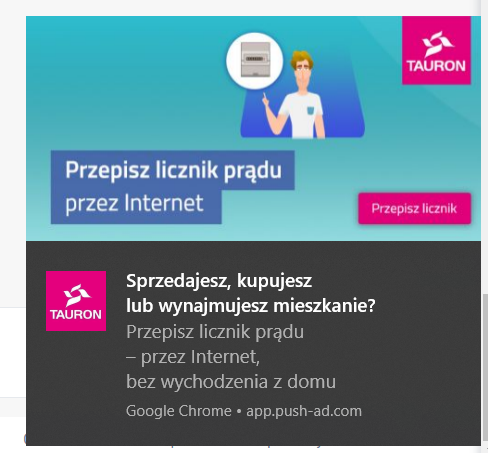 TAURON
Przepisz licznik prądu
przez Internet
Przepisz licznik
TAURON
Sprzedajesz, kupujesz
lub wynajmujesz mieszkanie?
Przepisz licznik prądu
– przez Internet,
bez wychodzenia z domu
Google Chrome • app.push-ad.com